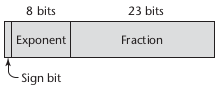 8 bits 23 bits
Exponent Fraction
Sign bit